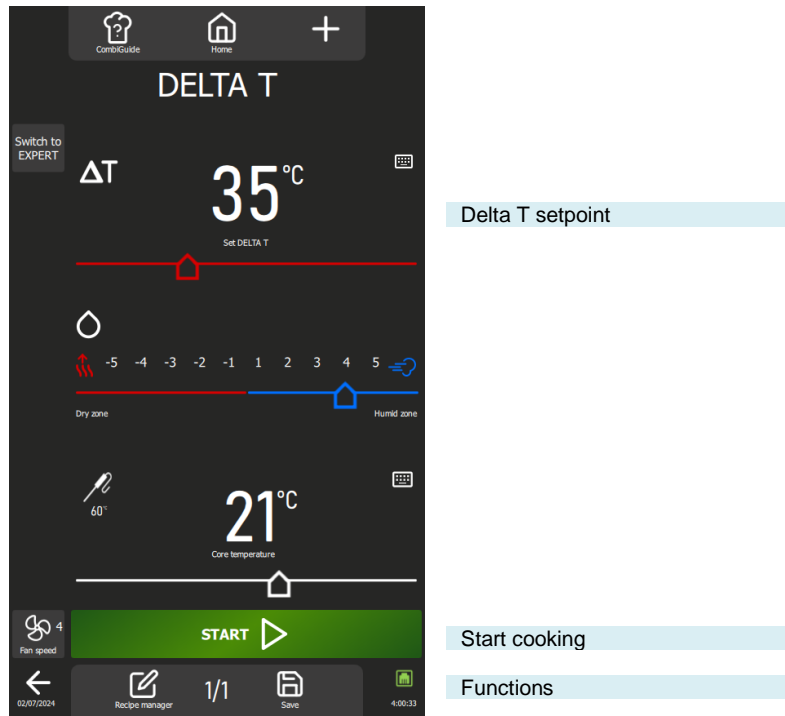 CombiGuide
Home
DELTA T
Switch to
EXPERT
ΔT
35°C
Set DELTA T
Delta T setpoint
-5 -4 -3 -2 -1 1 2 3 4 5
Dry zone
Humid zone
60°C
21°C
Core temperature
4
Fan speed
START
Start cooking
02/07/2024
Recipe manager
1/1
Save
4:00:33
Functions